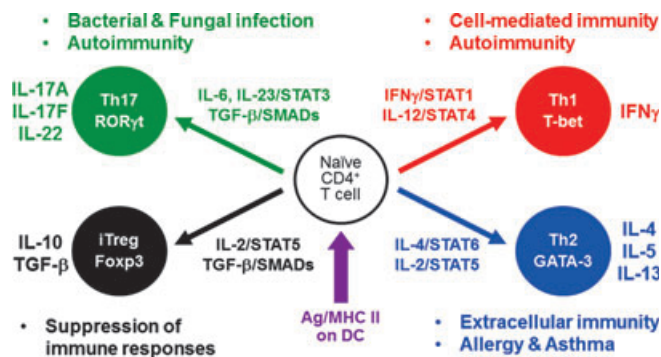 • Bacterial & Fungal infection
• Autoimmunity
• Cell-mediated immunity
• Autoimmunity
IL-17A
IL-17F
IL-22
Th17
RORγt
IL-6, IL-23/STAT3
TGF-β/SMADs
IFNγ/STAT1
IL-12/STAT4
Th1
T-bet
IFNγ
Naïve
CD4+
T cell
IL-10
TGF-β
iTreg
Foxp3
IL-2/STAT5
TGF-β/SMADs
IL-4/STAT6
IL-2/STAT5
Th2
GATA-3
IL-4
IL-5
IL-13
Ag/MHC II
on DC
• Suppression of
immune responses
• Extracellular immunity
• Allergy & Asthma